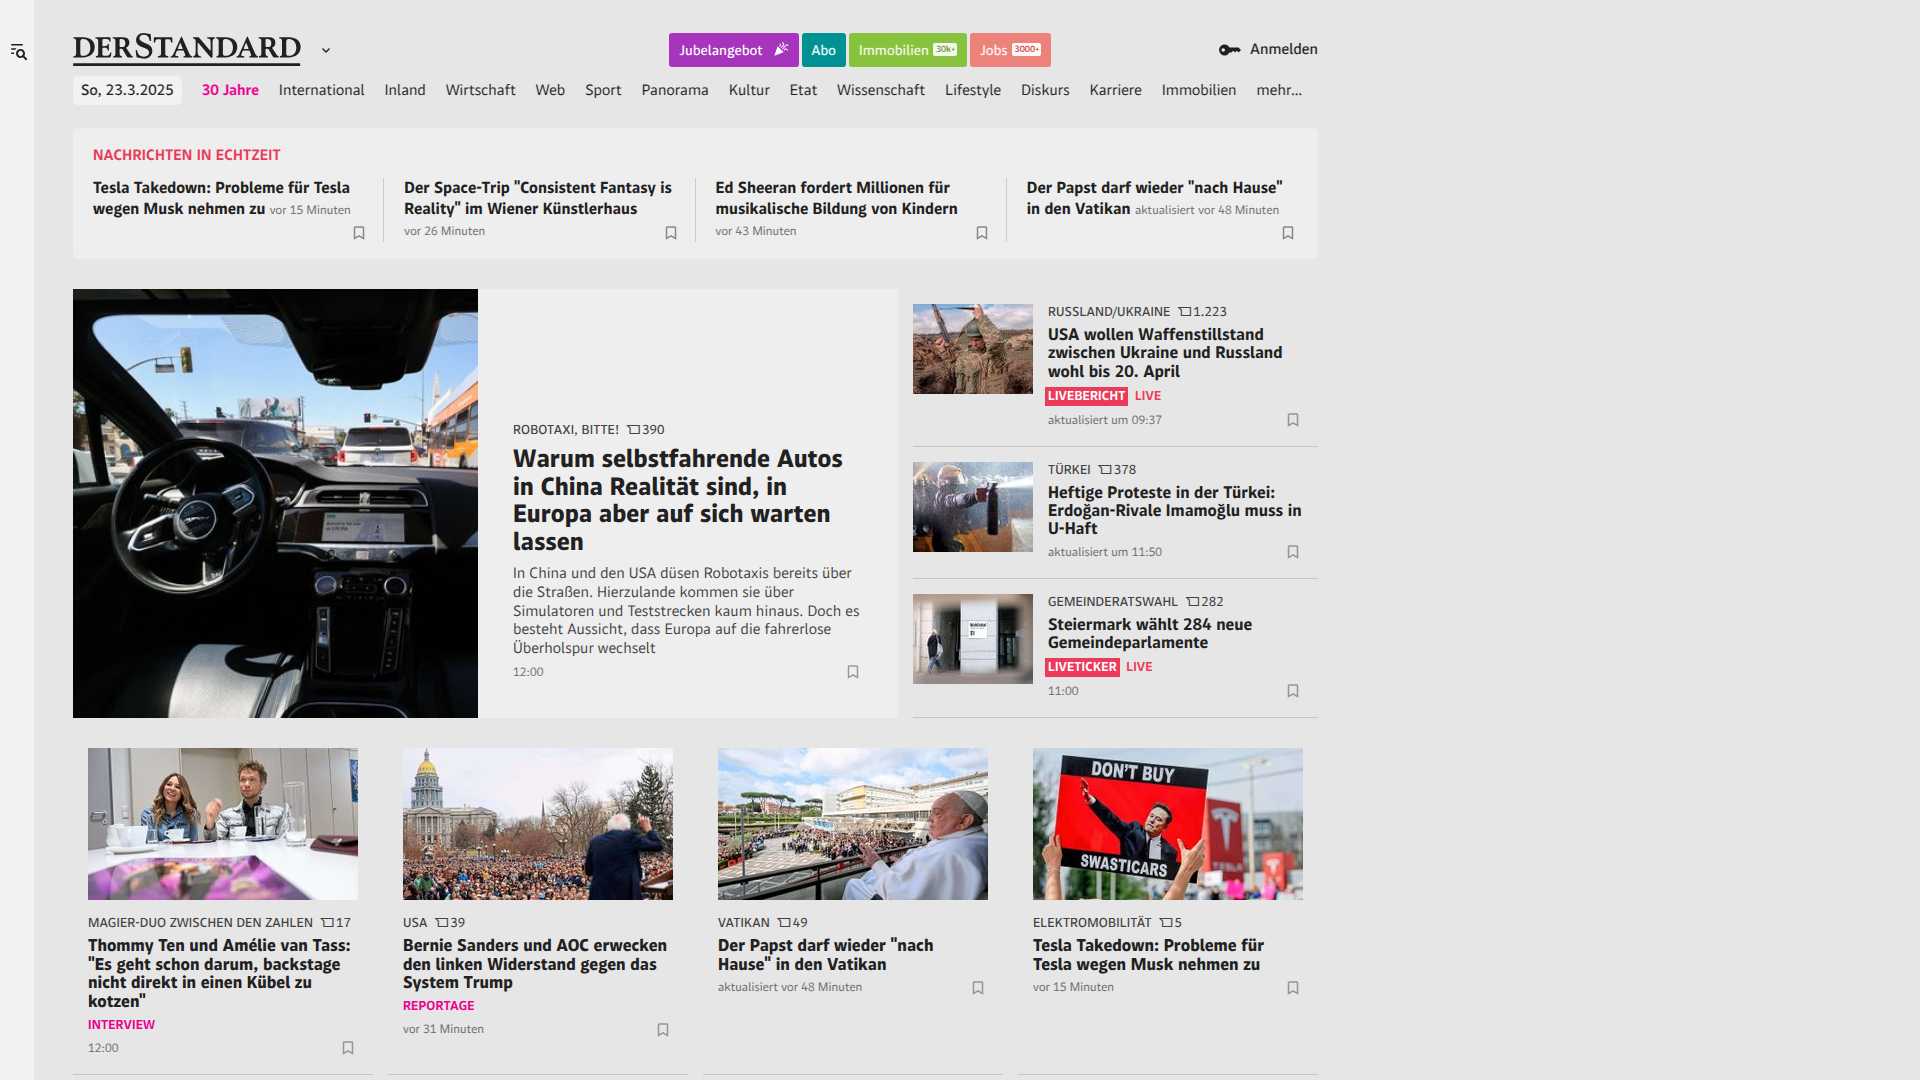 DERSTANDARD
Jubelangebot
Abo
Immobilien 30k+
Jobs 3000+
Anmelden
So, 23.3.2025
30 Jahre
International
Inland
Wirtschaft
Web
Sport
Panorama
Kultur
Etat
Wissenschaft
Lifestyle
Diskurs
Karriere
Immobilien
mehr...
NACHRICHTEN IN ECHTZEIT
Tesla Takedown: Probleme für Tesla
wegen Musk nehmen zu vor 15 Minuten
Der Space-Trip "Consistent Fantasy is
Reality" im Wiener Künstlerhaus
vor 26 Minuten
Ed Sheeran fordert Millionen für
musikalische Bildung von Kindern
vor 43 Minuten
Der Papst darf wieder "nach Hause"
in den Vatikan aktualisiert vor 48 Minuten
ROBOTAXI, BITTE! 390
Warum selbstfahrende Autos
in China Realität sind, in
Europa aber auf sich warten
lassen
In China und den USA düsen Robotaxis bereits über
die Straßen. Hierzulande kommen sie über
Simulatoren und Teststrecken kaum hinaus. Doch es
besteht Aussicht, dass Europa auf die fahrerlose
Überholspur wechselt
12:00
RUSSLAND/UKRAINE 1.223
USA wollen Waffenstillstand
zwischen Ukraine und Russland
wohl bis 20. April
LIVEBERICHT LIVE
aktualisiert um 09:37
TÜRKEI 378
Heftige Proteste in der Türkei:
Erdoğan-Rivale Imamoğlu muss in
U-Haft
aktualisiert um 11:50
GEMEINDERATSWAHL 282
Steiermark wählt 284 neue
Gemeindeparlamente
LIVETICKER LIVE
11:00
MAGIER-DUO ZWISCHEN DEN ZAHLEN 17
Thommy Ten und Amélie van Tass:
"Es geht schon darum, backstage
nicht direkt in einen Kübel zu
kotzen"
INTERVIEW
12:00
USA 39
Bernie Sanders und AOC erwecken
den linken Widerstand gegen das
System Trump
REPORTAGE
vor 31 Minuten
VATIKAN 49
Der Papst darf wieder "nach
Hause" in den Vatikan
aktualisiert vor 48 Minuten
DON'T BUY
SWASTICARS
TESLA
ELEKTROMOBILITÄT 5
Tesla Takedown: Probleme für
Tesla wegen Musk nehmen zu
vor 15 Minuten